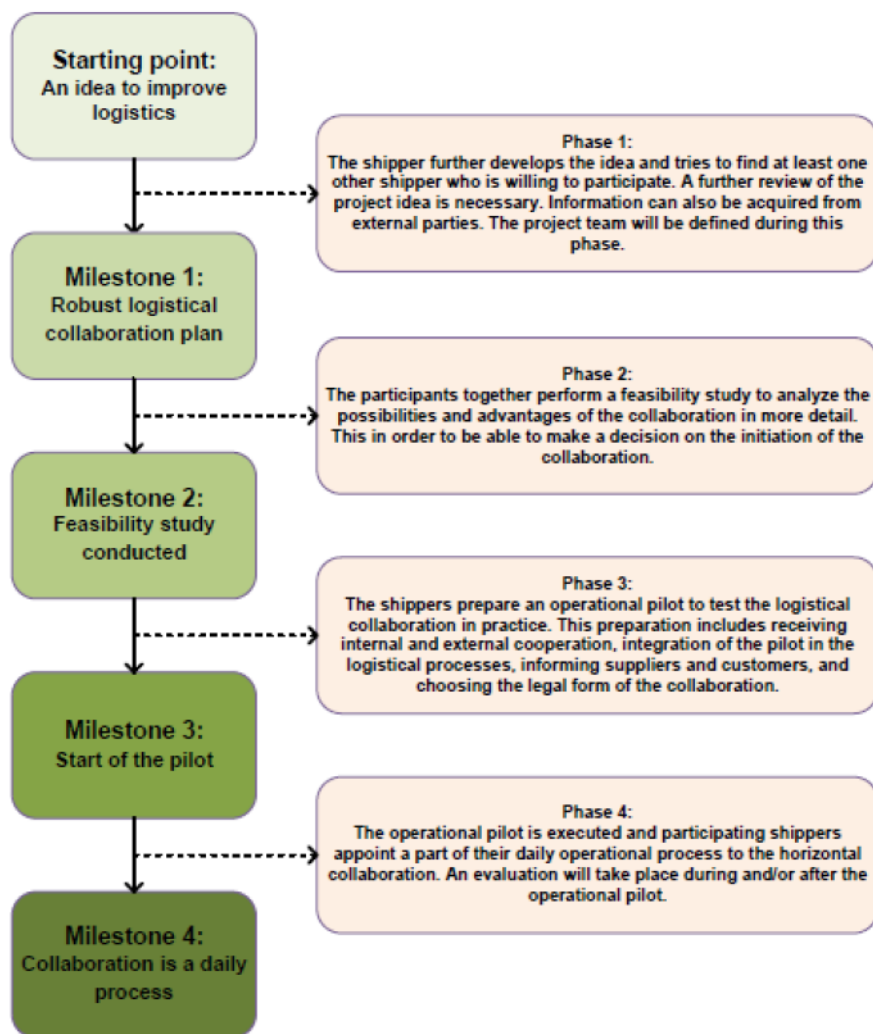 Starting point:
An idea to improve
logistics
Phase 1:
The shipper further develops the idea and tries to find at least one
other shipper who is willing to participate. A further review of the
project idea is necessary. Information can also be acquired from
external parties. The project team will be defined during this
phase.
Milestone 1:
Robust logistical
collaboration plan
Phase 2:
The participants together perform a feasibility study to analyze the
possibilities and advantages of the collaboration in more detail.
This in order to be able to make a decision on the initiation of the
collaboration.
Milestone 2:
Feasibility study
conducted
Phase 3:
The shippers prepare an operational pilot to test the logistical
collaboration in practice. This preparation includes receiving
internal and external cooperation, integration of the pilot in the
logistical processes, informing suppliers and customers, and
choosing the legal form of the collaboration.
Milestone 3:
Start of the pilot
Phase 4:
The operational pilot is executed and participating shippers
appoint a part of their daily operational process to the horizontal
collaboration. An evaluation will take place during and/or after the
operational pilot.
Milestone 4:
Collaboration is a daily
process